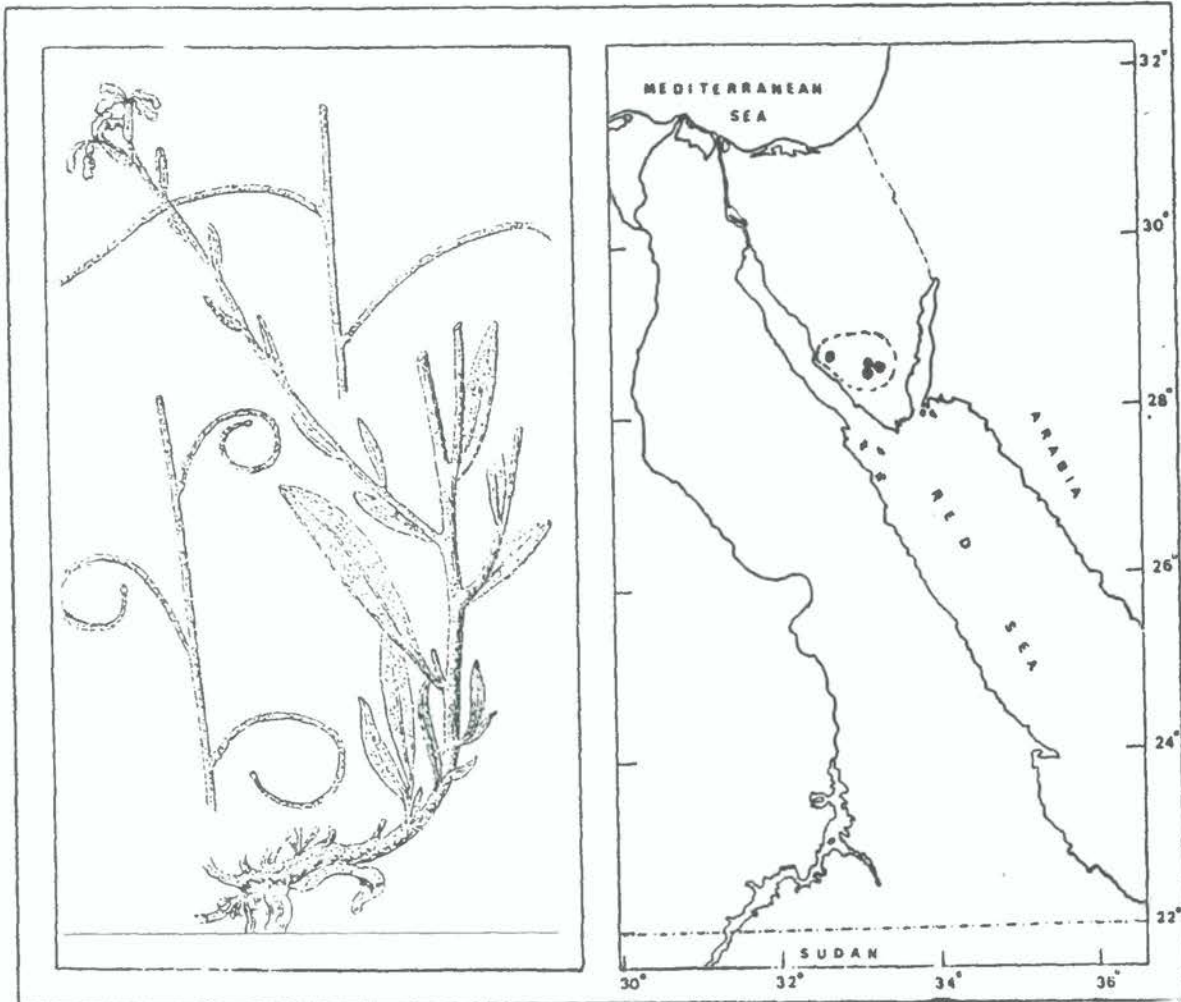 MEDITERRANEAN
SEA
32°
30°
28°
26°
24°
22°
ARABIA
RED
SEA
SUDAN
30° 32° 34° 36°